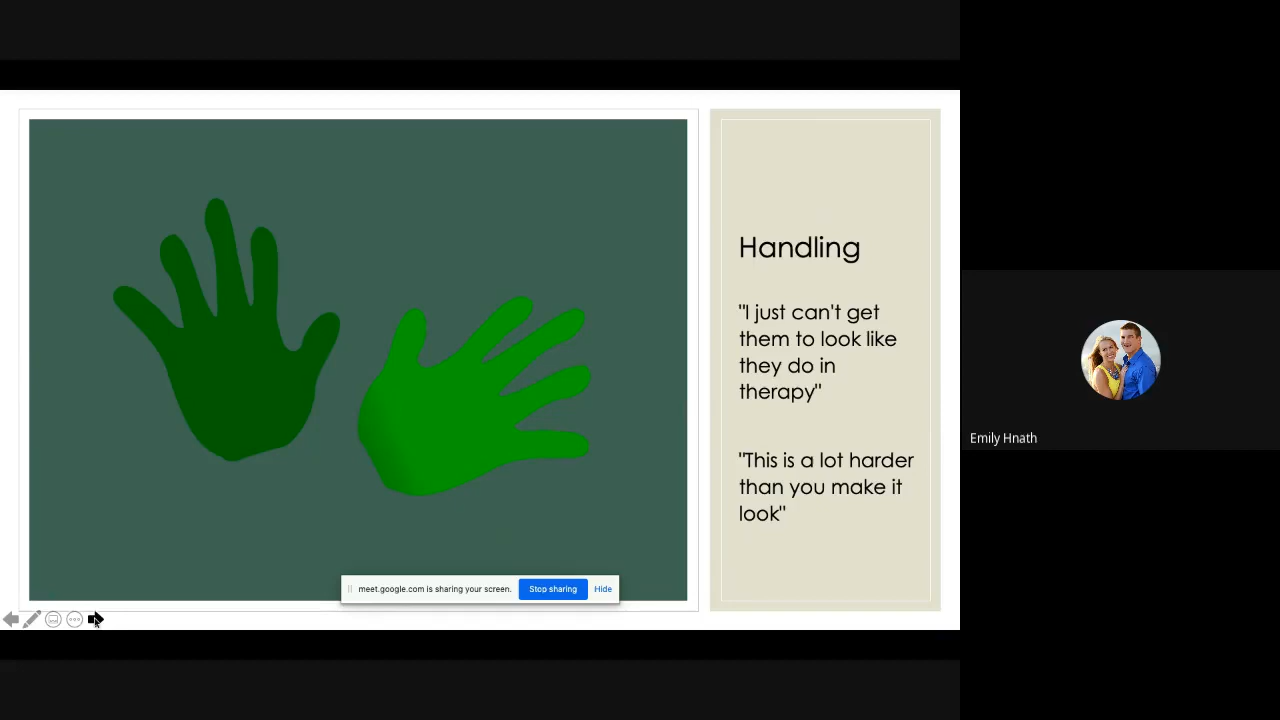 Handling
"I just can't get
them to look like
they do in
therapy"
"This is a lot harder
than you make it
look"
meet.google.com is sharing your screen. Stop sharing Hide
Emily Hnath